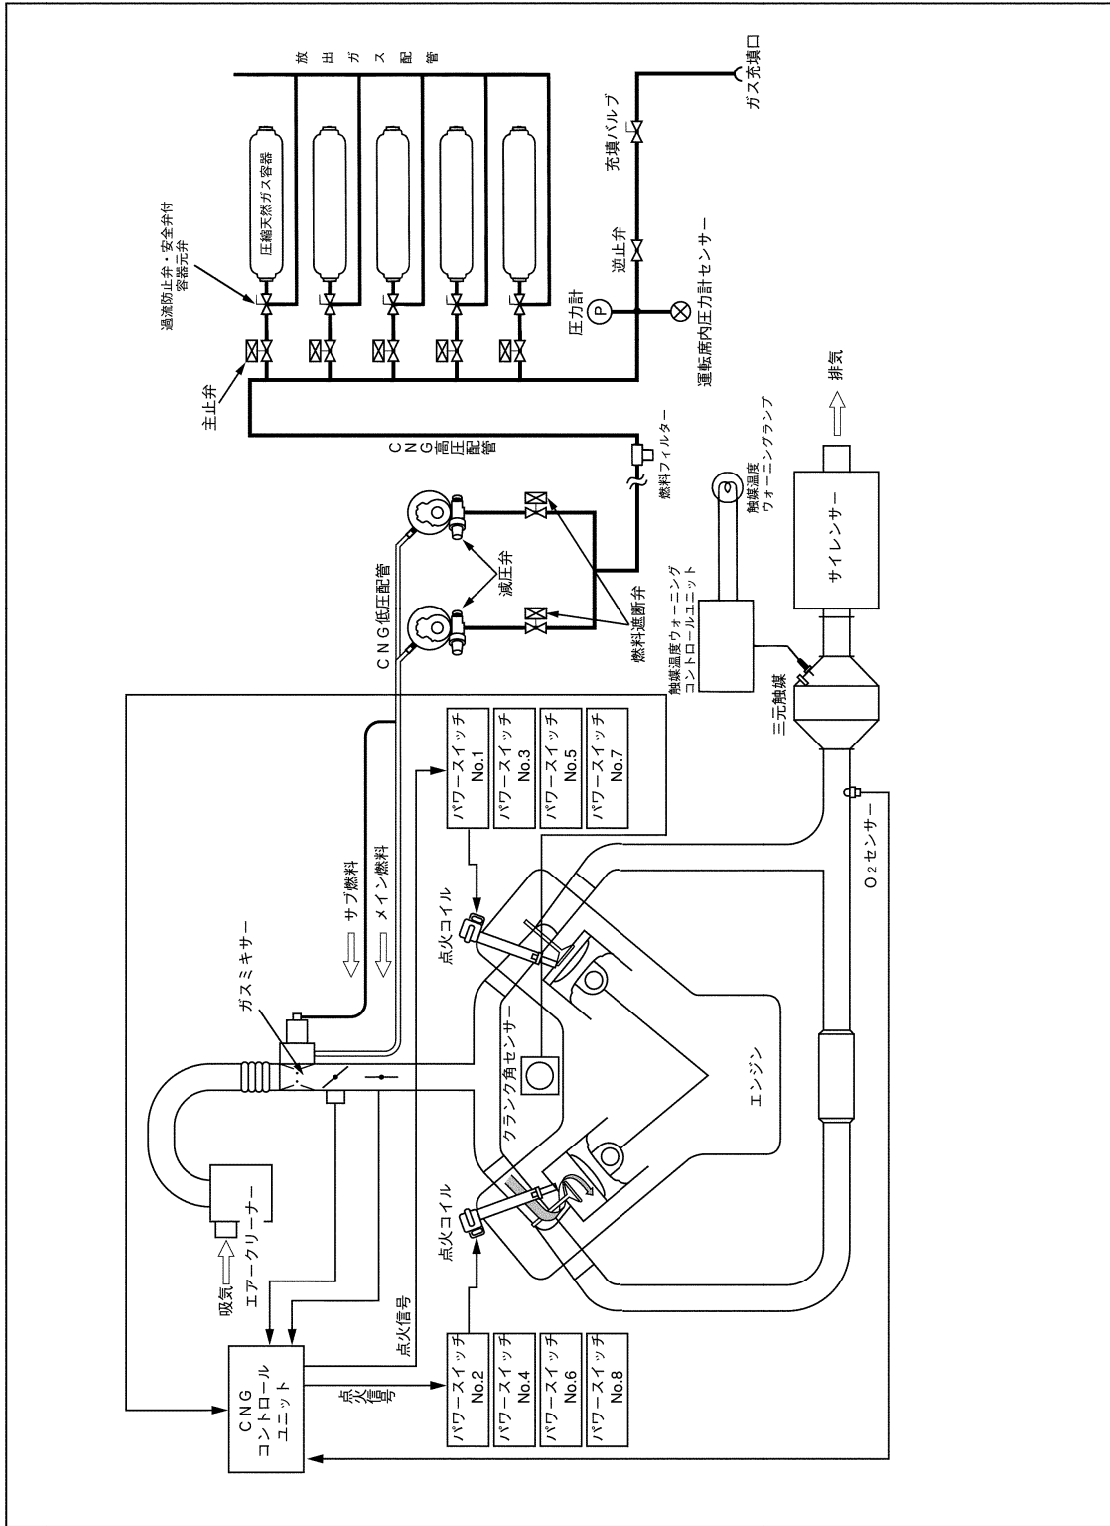 放出ガス配管
ガス充填口
充填バルブ
逆止弁
圧力計
P
運転席内圧力計センサー
過流防止弁・安全弁付
容器元弁
圧縮天然ガス容器
主止弁
CNG高圧配管
燃料フィルター
CNG低圧配管
減圧弁
燃料遮断弁
触媒温度
ウォーニングランプ
触媒温度ウォーニング
コントロールユニット
排気
サイレンサー
三元触媒
O₂センサー
パワースイッチ
No.1
パワースイッチ
No.3
パワースイッチ
No.5
パワースイッチ
No.7
サブ燃料
メイン燃料
ガスミキサー
点火コイル
クランク角センサー
エンジン
点火コイル
吸気
エアークリーナー
点火信号
点火信号
CNG
コントロール
ユニット
パワースイッチ
No.2
パワースイッチ
No.4
パワースイッチ
No.6
パワースイッチ
No.8